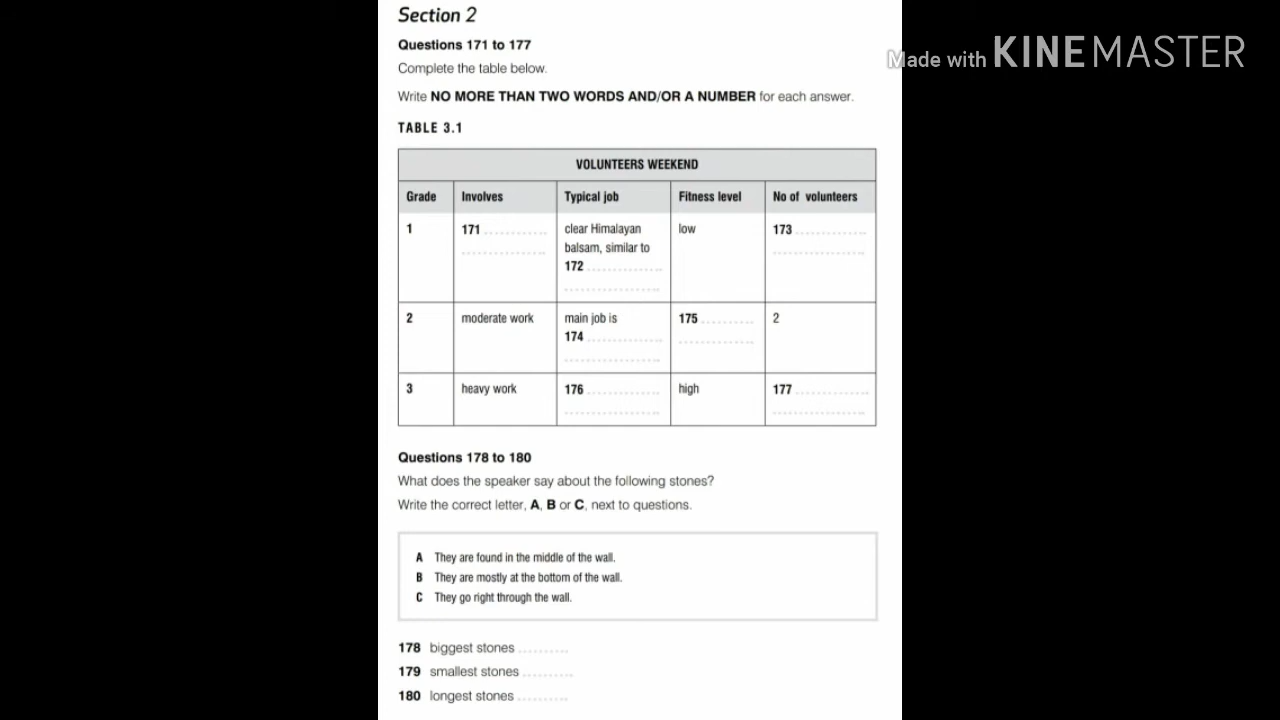 Section 2
Made with KINEMASTER
Questions 171 to 177
Complete the table below.
Write NO MORE THAN TWO WORDS AND/OR A NUMBER for each answer.
TABLE 3.1
VOLUNTEERS WEEKEND
Grade Involves Typical job Fitness level No of volunteers
1 171 ............ clear Himalayan low 173 ............
............ balsam, similar to ............
172 ............
............
2 moderate work main job is 175 ............ 2
174 ............ ............
............
3 heavy work 176 ............ high 177 ............
............ ............
Questions 178 to 180
What does the speaker say about the following stones?
Write the correct letter, A, B or C, next to questions.
A They are found in the middle of the wall.
B They are mostly at the bottom of the wall.
C They go right through the wall.
178 biggest stones ..........
179 smallest stones ..........
180 longest stones ..........